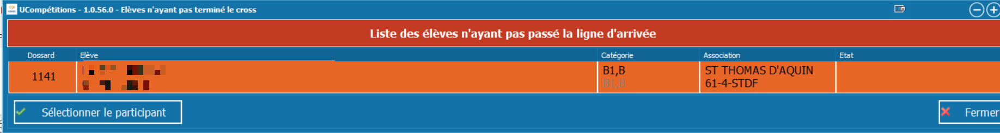 UCompétitions - 1.0.56.0 - Elèves n'ayant pas terminé le cross
Liste des élèves n'ayant pas passé la ligne d'arrivée
Dossard Elève Catégorie Association Etat
1141 B1,B ST THOMAS D'AQUIN
B1,B 61-4-STDF
Sélectionner le participant Fermer